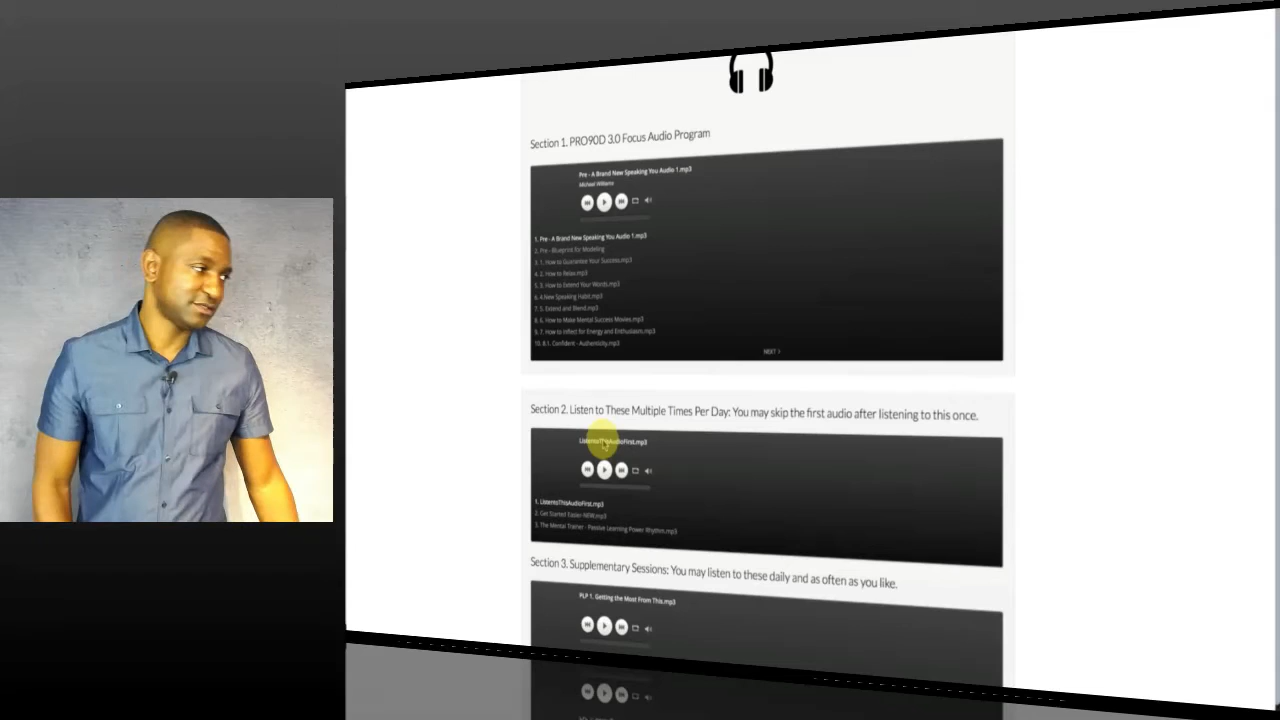 Section 1. PRO90D 3.0 Focus Audio Program
Pre - A Brand New Speaking You Audio 1.mp3
Michael Williams
1. Pre - A Brand New Speaking You Audio 1.mp3
2. Pre - Blueprint for Modeling
3. 1. How to Guarantee Your Success.mp3
4. 2. How to Relax.mp3
5. 3. How to Extend Your Words.mp3
6. 4.New Speaking Habit.mp3
7. 5. Extend and Blend.mp3
8. 6. How to Make Mental Success Movies.mp3
9. 7. How to Inflect for Energy and Enthusiasm.mp3
10. 8.1. Confident - Authenticity.mp3
NEXT >
Section 2. Listen to These Multiple Times Per Day: You may skip the first audio after listening to this once.
ListentoThisAudioFirst.mp3
1. ListentoThisAudioFirst.mp3
2. Get Started Faster NEW.mp3
3. The Mental Trainer - Passive Learning Power Rhythm.mp3
Section 3. Supplementary Sessions: You may listen to these daily and as often as you like.
PLP 1. Getting the Most From This.mp3